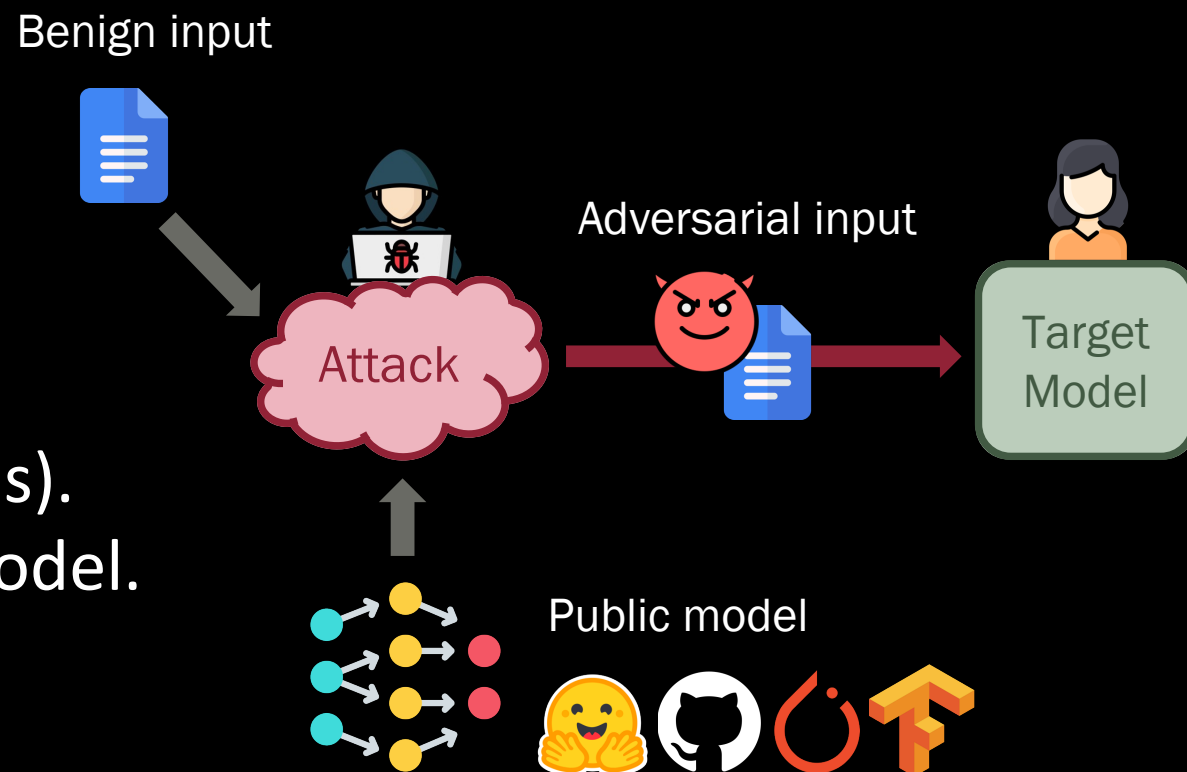 Benign input
Adversarial input
Attack
Target
Model
s).
odel.
Public model